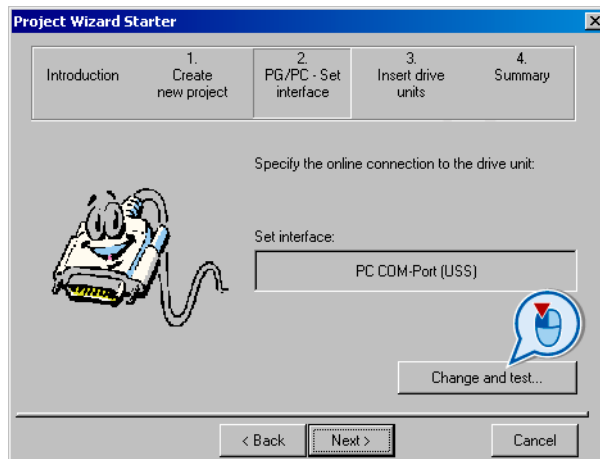 Project Wizard Starter
Introduction
1.
Create
new project
2.
PG/PC - Set
interface
3.
Insert drive
units
4.
Summary
Specify the online connection to the drive unit:
Set interface:
PC COM-Port (USS)
Change and test...
< Back
Next >
Cancel